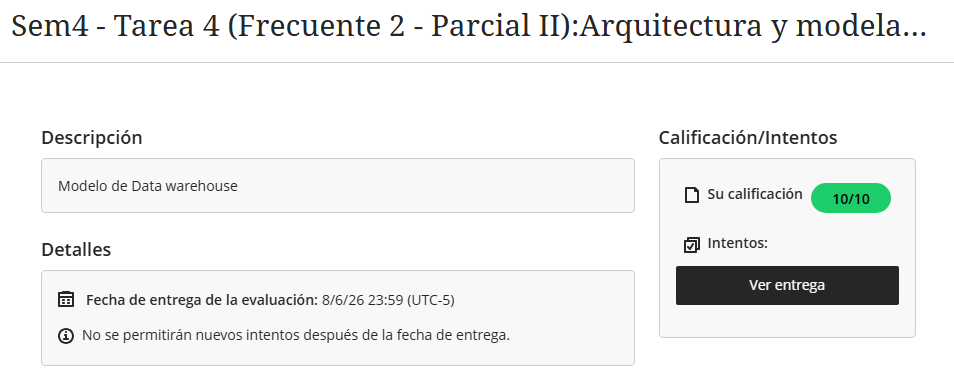 Sem4 - Tarea 4 (Frecuente 2 - Parcial II):Arquitectura y modela...
Descripción
Modelo de Data warehouse
Detalles
Fecha de entrega de la evaluación: 8/6/26 23:59 (UTC-5)
No se permitirán nuevos intentos después de la fecha de entrega.
Calificación/Intentos
Su calificación 10/10
Intentos:
Ver entrega